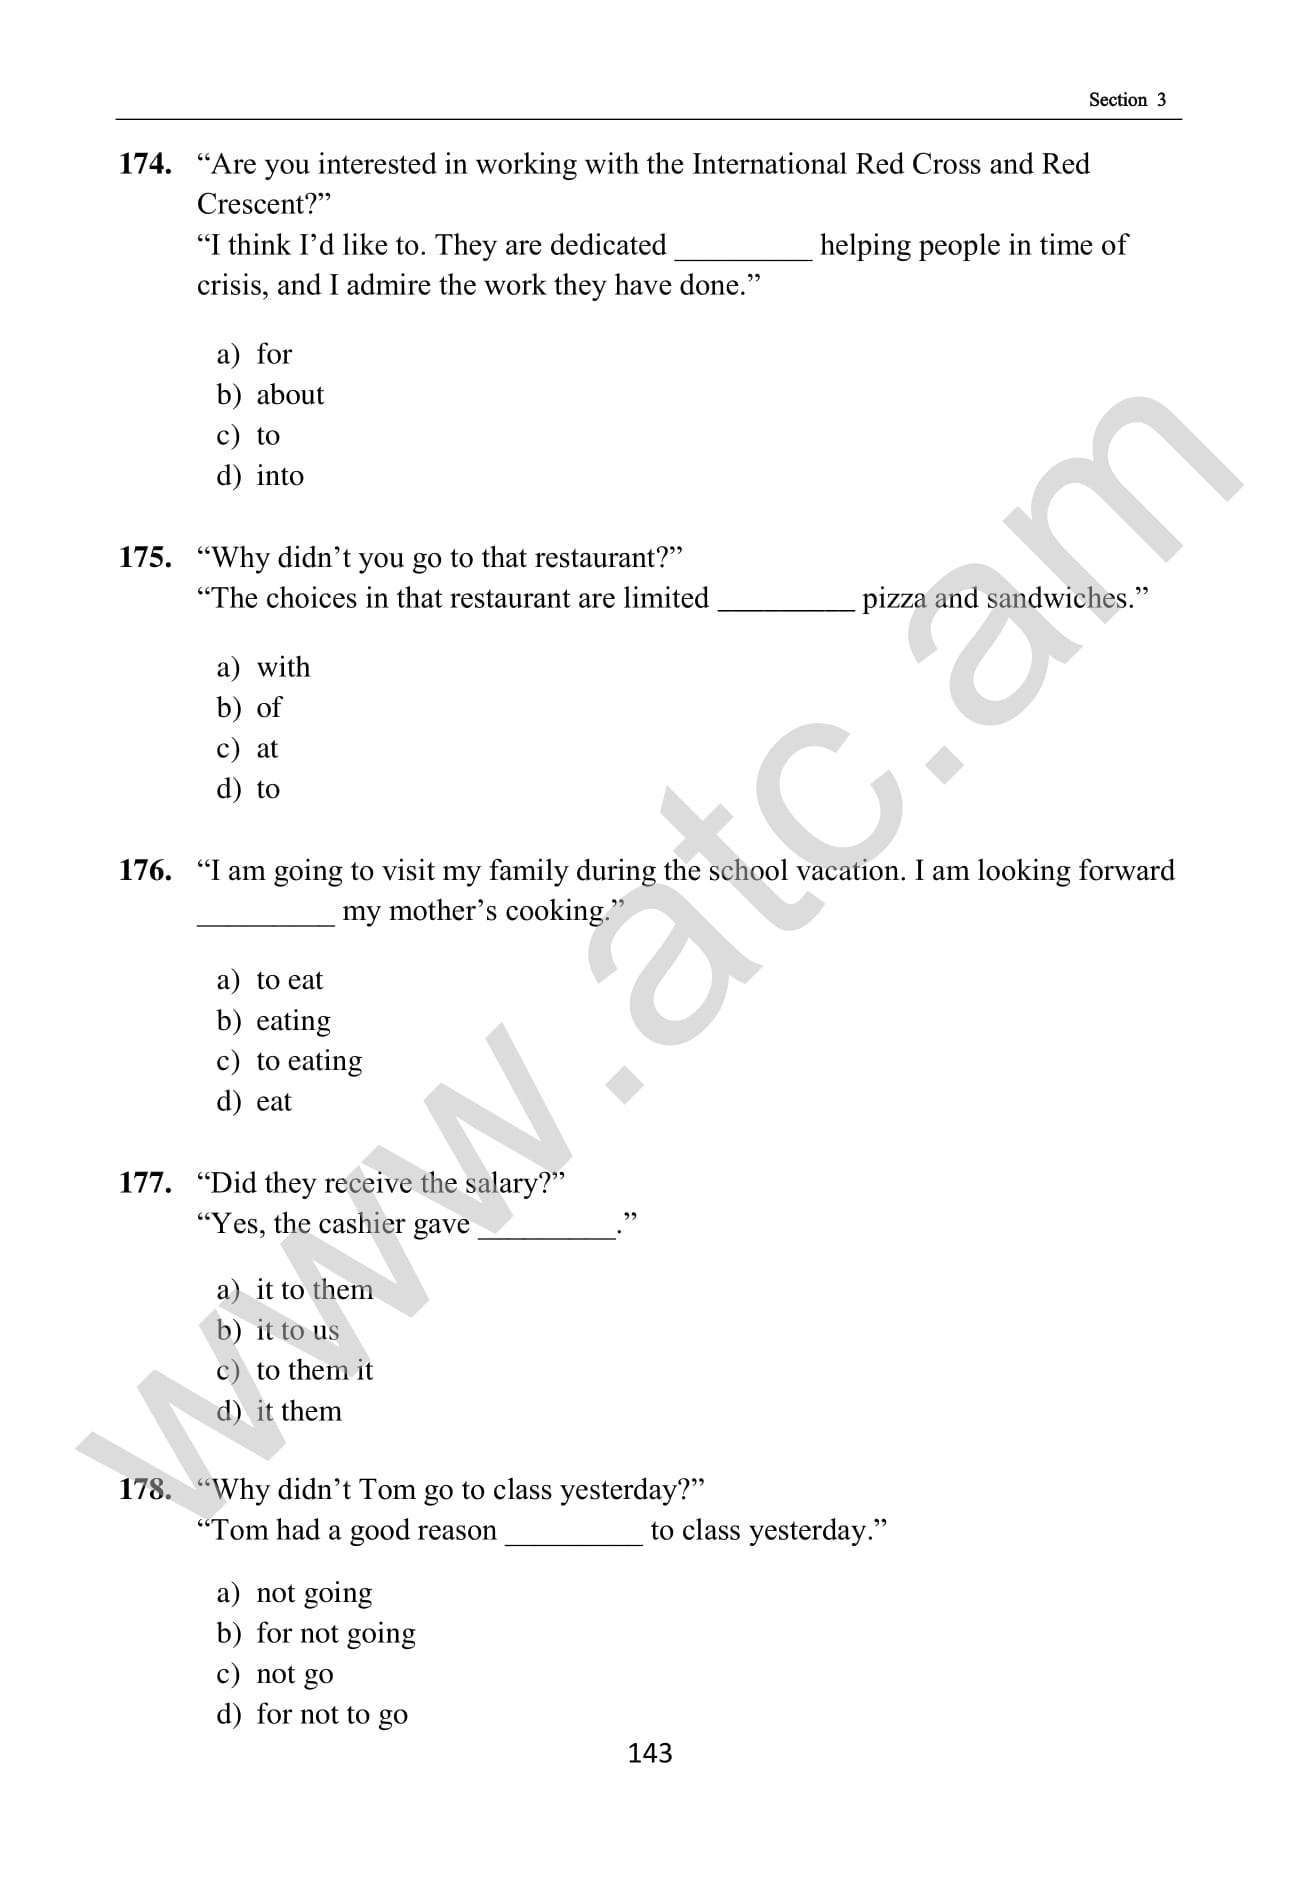 Section 3
174. “Are you interested in working with the International Red Cross and Red
Crescent?”
“I think I’d like to. They are dedicated _________ helping people in time of
crisis, and I admire the work they have done.”
a) for
b) about
c) to
d) into
175. “Why didn’t you go to that restaurant?”
“The choices in that restaurant are limited _________ pizza and sandwiches.”
a) with
b) of
c) at
d) to
176. “I am going to visit my family during the school vacation. I am looking forward
_________ my mother’s cooking.”
a) to eat
b) eating
c) to eating
d) eat
177. “Did they receive the salary?”
“Yes, the cashier gave _________.”
a) it to them
b) it to us
c) to them it
d) it them
178. “Why didn’t Tom go to class yesterday?”
“Tom had a good reason _________ to class yesterday.”
a) not going
b) for not going
c) not go
d) for not to go
143
www.atc.am